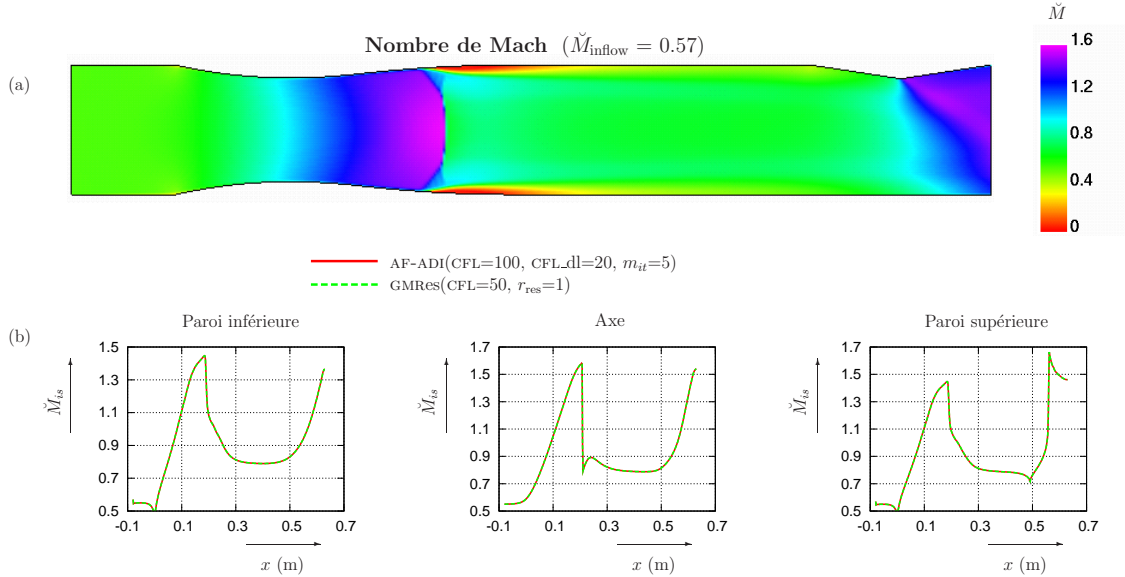 Nombre de Mach (M̆inflow = 0.57)
M̆
(a)
1.6
1.2
0.8
0.4
0
AF-ADI(CFL=100, CFL_dl=20, mit=5)
GMRes(CFL=50, rres=1)
(b)
Paroi inférieure
M̆is
1.5
1.3
1.1
0.9
0.7
0.5
-0.1 0.1 0.3 0.5 0.7
x (m)
Axe
M̆is
1.7
1.5
1.3
1.1
0.9
0.7
0.5
-0.1 0.1 0.3 0.5 0.7
x (m)
Paroi supérieure
M̆is
1.7
1.5
1.3
1.1
0.9
0.7
0.5
-0.1 0.1 0.3 0.5 0.7
x (m)